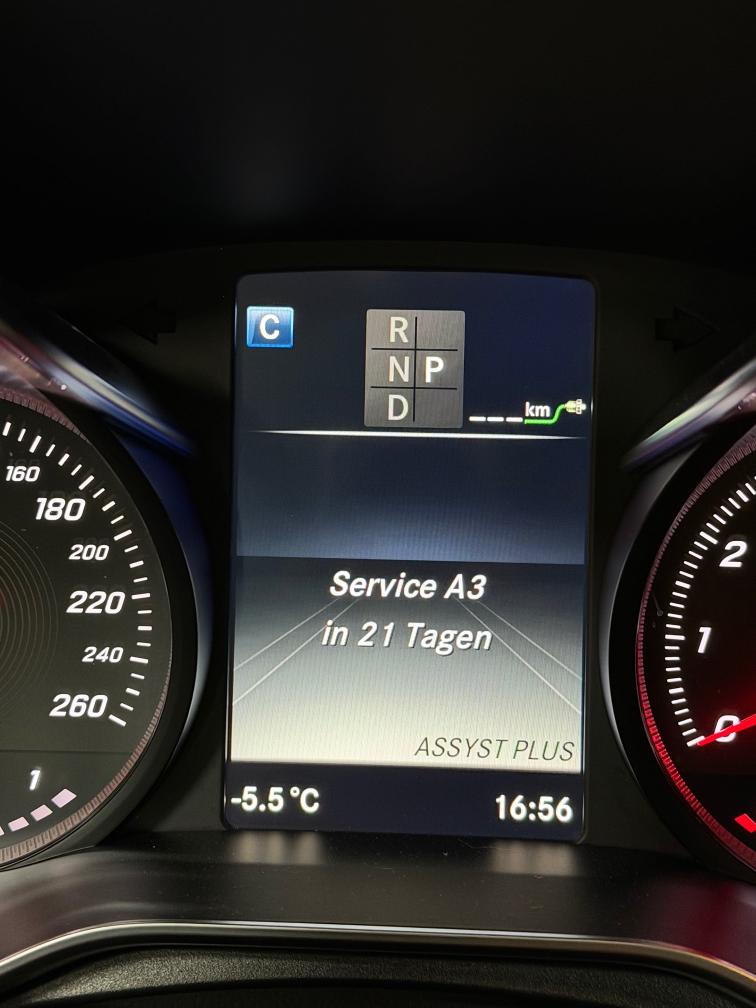 C
R
N P
D
___ km
160
180
200
220
240
260
1
Service A3
in 21 Tagen
ASSYST PLUS
-5.5 °C
16:56
2
1
0